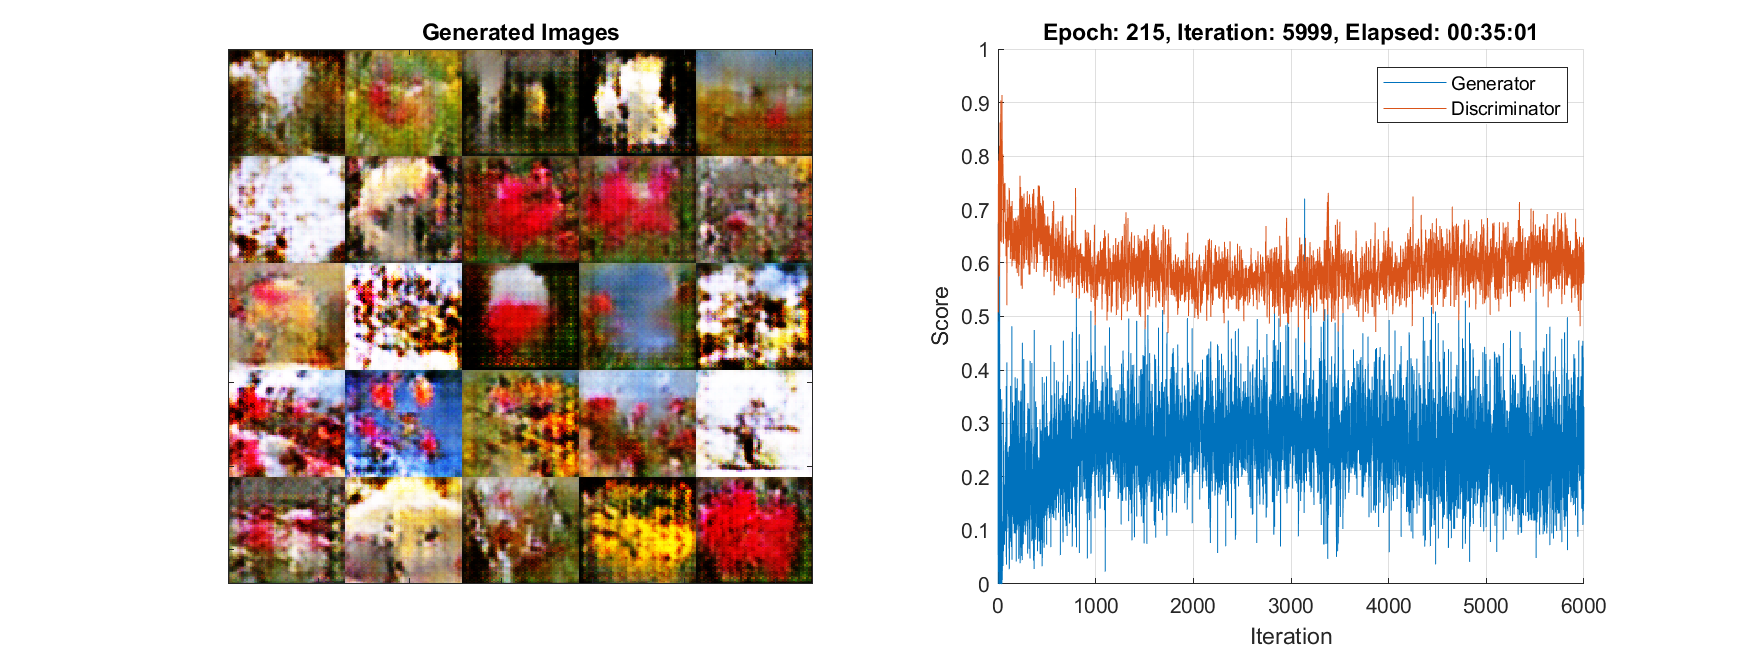 Generated Images
Epoch: 215, Iteration: 5999, Elapsed: 00:35:01
Generator
Discriminator
1
0.9
0.8
0.7
0.6
0.5
0.4
0.3
0.2
0.1
0
Score
0 1000 2000 3000 4000 5000 6000
Iteration